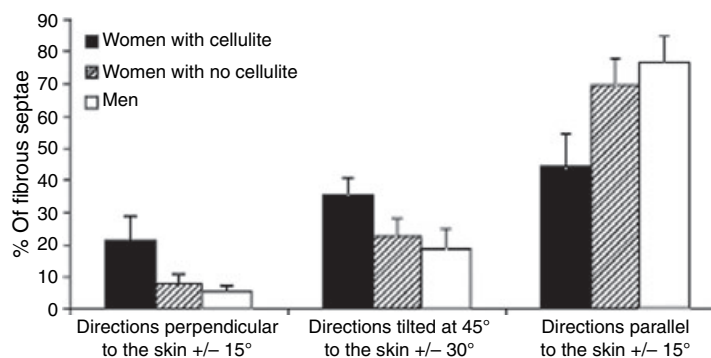 % Of fibrous septae
90
80
70
60
50
40
30
20
10
0
Women with cellulite
Women with no cellulite
Men
Directions perpendicular
to the skin +/– 15°
Directions tilted at 45°
to the skin +/– 30°
Directions parallel
to the skin +/– 15°